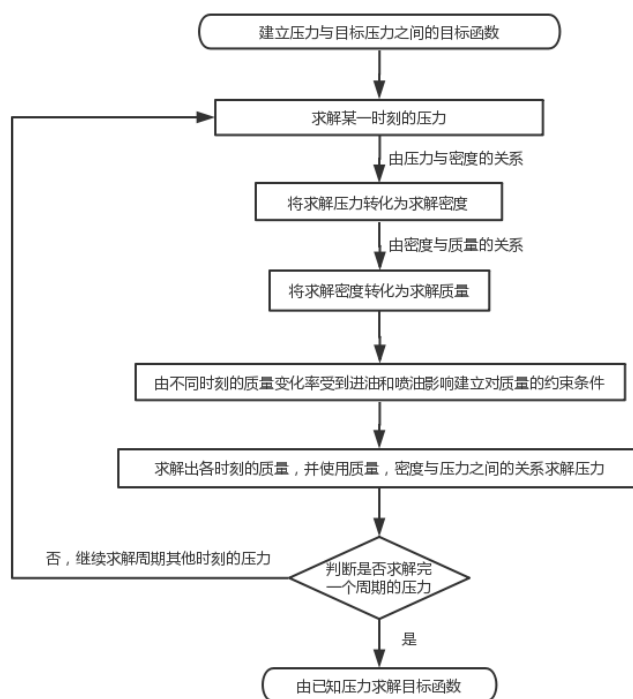 建立压力与目标压力之间的目标函数
求解某一时刻的压力
由压力与密度的关系
将求解压力转化为求解密度
由密度与质量的关系
将求解密度转化为求解质量
由不同时刻的质量变化率受到进油和喷油影响建立对质量的约束条件
求解出各时刻的质量，并使用质量，密度与压力之间的关系求解压力
否，继续求解周期其他时刻的压力
判断是否求解完
一个周期的压力
是
由已知压力求解目标函数